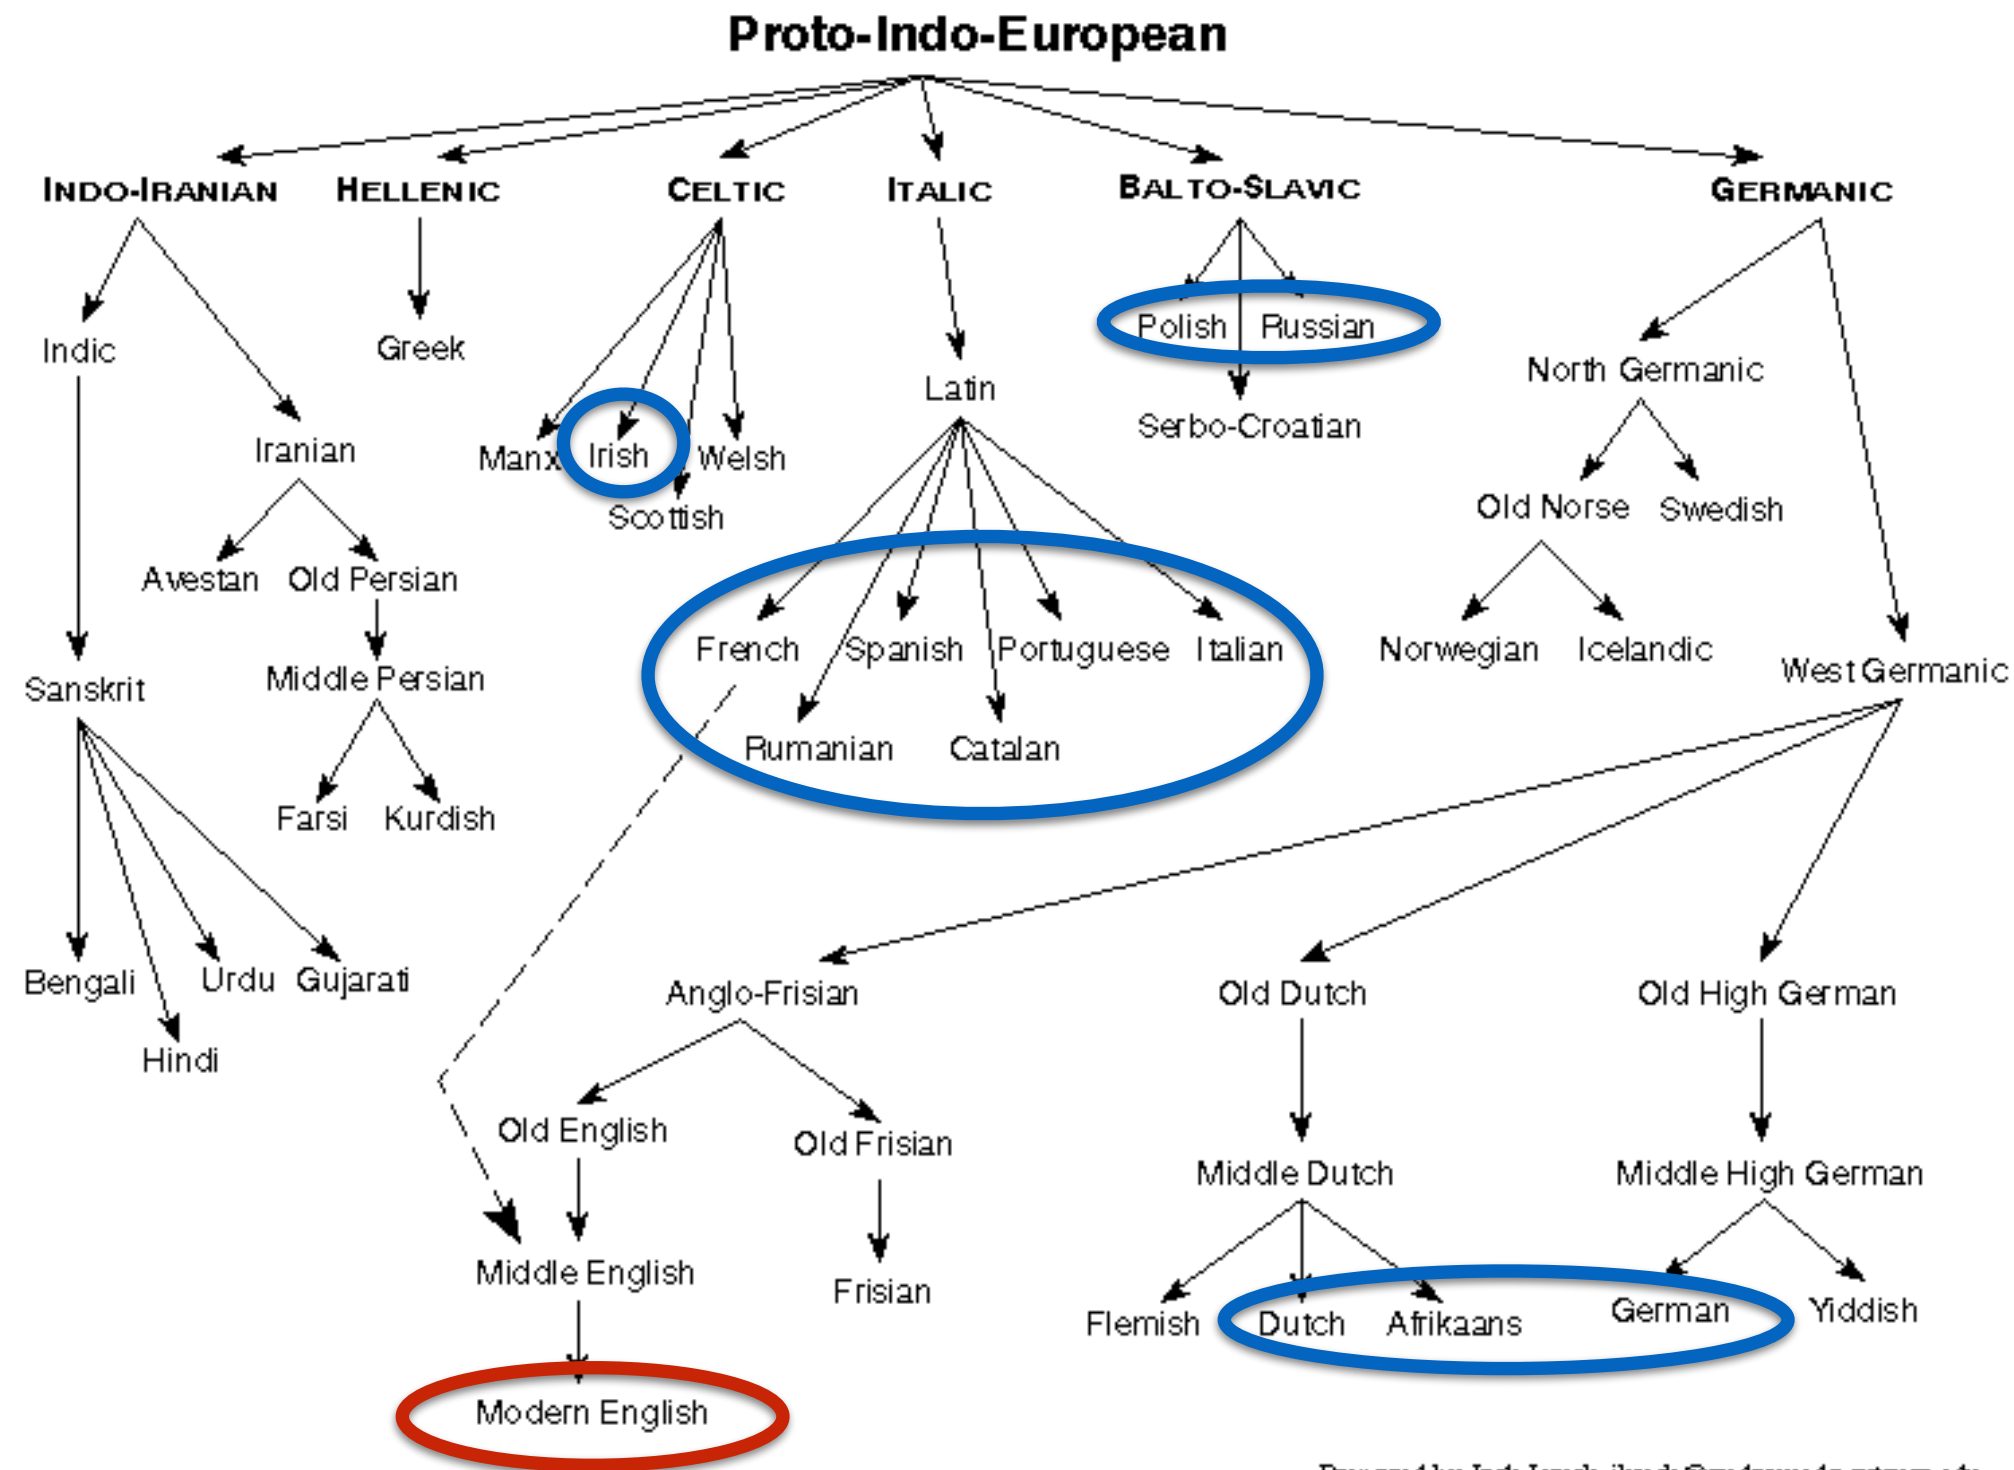 Proto-Indo-European
INDO-IRANIAN HELLENIC CELTIC ITALIC BALTO-SLAVIC GERMANIC
Indic Greek Polish Russian
North Germanic
Latin
Serbo-Croatian
Iranian Manx Irish Welsh
Scottish Old Norse Swedish
Avestan Old Persian
French Spanish Portuguese Italian Norwegian Icelandic
West Germanic
Sanskrit Middle Persian
Rumanian Catalan
Farsi Kurdish
Bengali Urdu Gujarati
Anglo-Frisian Old Dutch Old High German
Hindi
Old English Old Frisian
Middle Dutch Middle High German
Middle English
Frisian
Flemish Dutch Afrikaans German Yiddish
Modern English